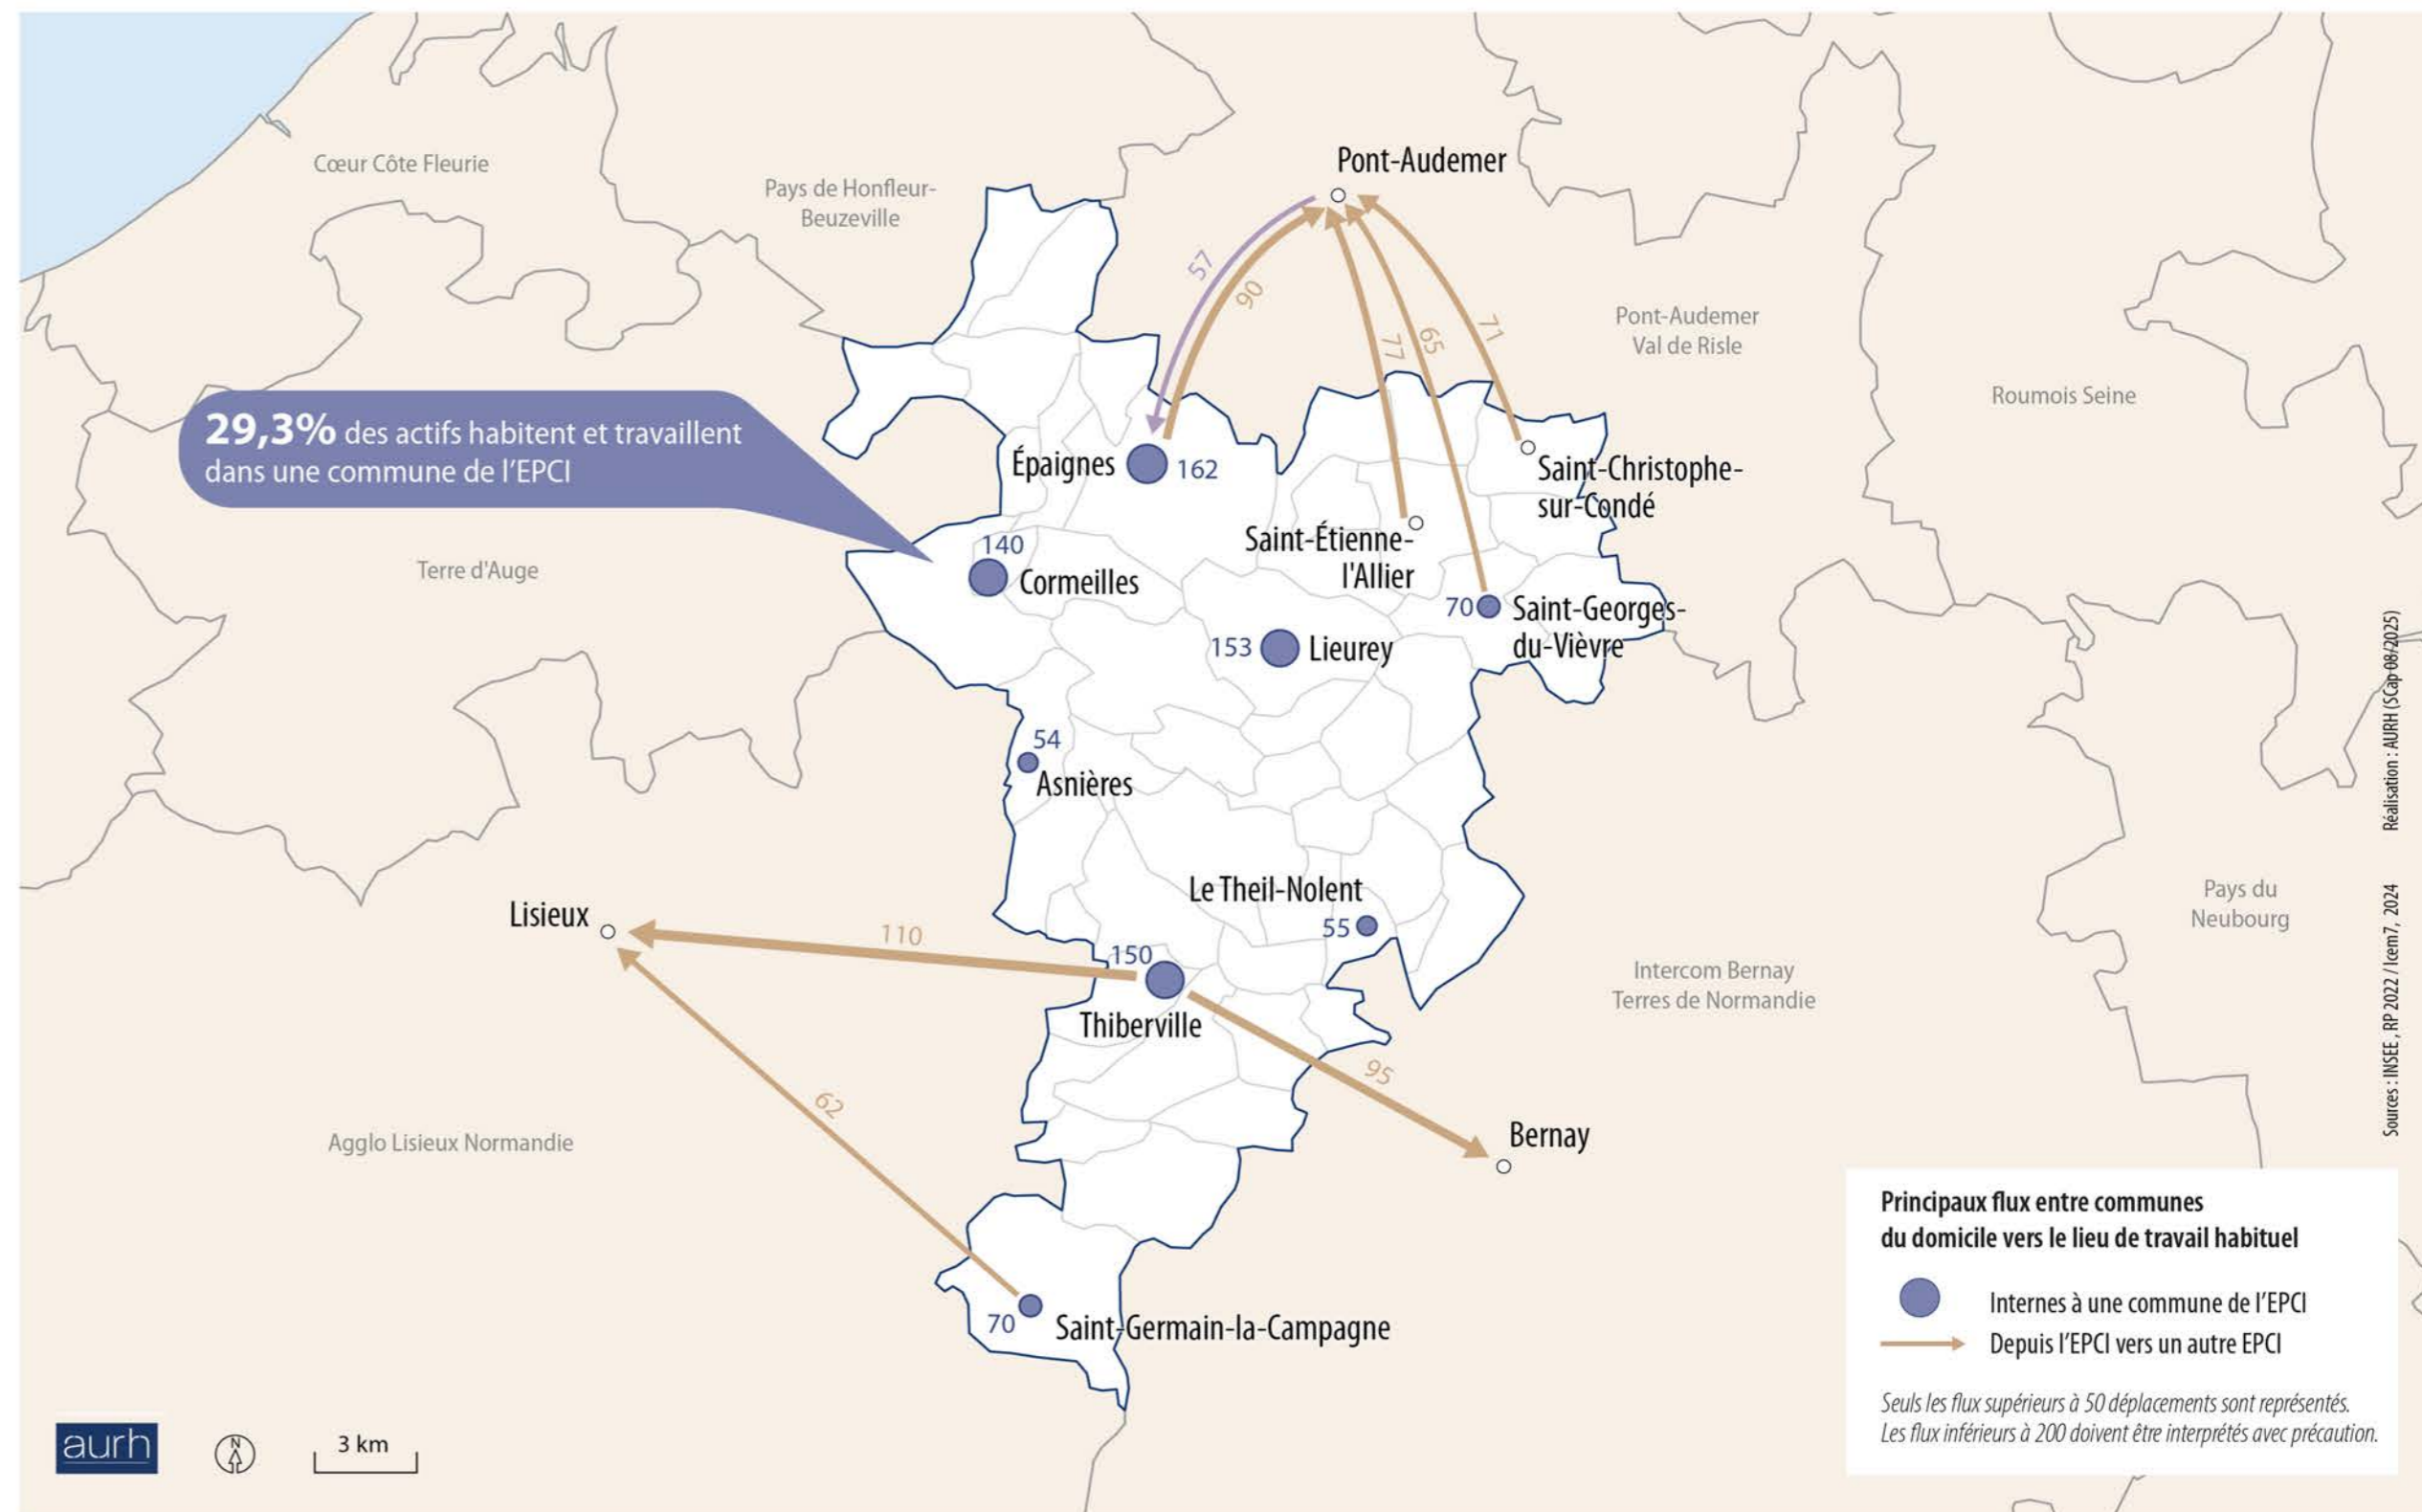 Cœur Côte Fleurie
Pays de Honfleur-
Beuzeville
Pont-Audemer
57
90
77
65
71
Pont-Audemer
Val de Risle
Roumois Seine
29,3% des actifs habitent et travaillent
dans une commune de l'EPCI
Épaignes
162
Saint-Christophe-
sur-Condé
Saint-Étienne-
l'Allier
140
Cormeilles
Terre d'Auge
70
Saint-Georges-
du-Vièvre
153
Lieurey
54
Asnières
Le Theil-Nolent
55
Lisieux
110
150
Thiberville
Pays du
Neubourg
Intercom Bernay
Terres de Normandie
95
62
Bernay
Agglo Lisieux Normandie
70
Saint-Germain-la-Campagne
Réalisation : AURH (SCap 08/2025)
Sources : INSEE , RP 2022 / Icem7, 2024
Principaux flux entre communes
du domicile vers le lieu de travail habituel
Internes à une commune de l'EPCI
Depuis l'EPCI vers un autre EPCI
Seuls les flux supérieurs à 50 déplacements sont représentés.
Les flux inférieurs à 200 doivent être interprétés avec précaution.
aurh
N
3 km